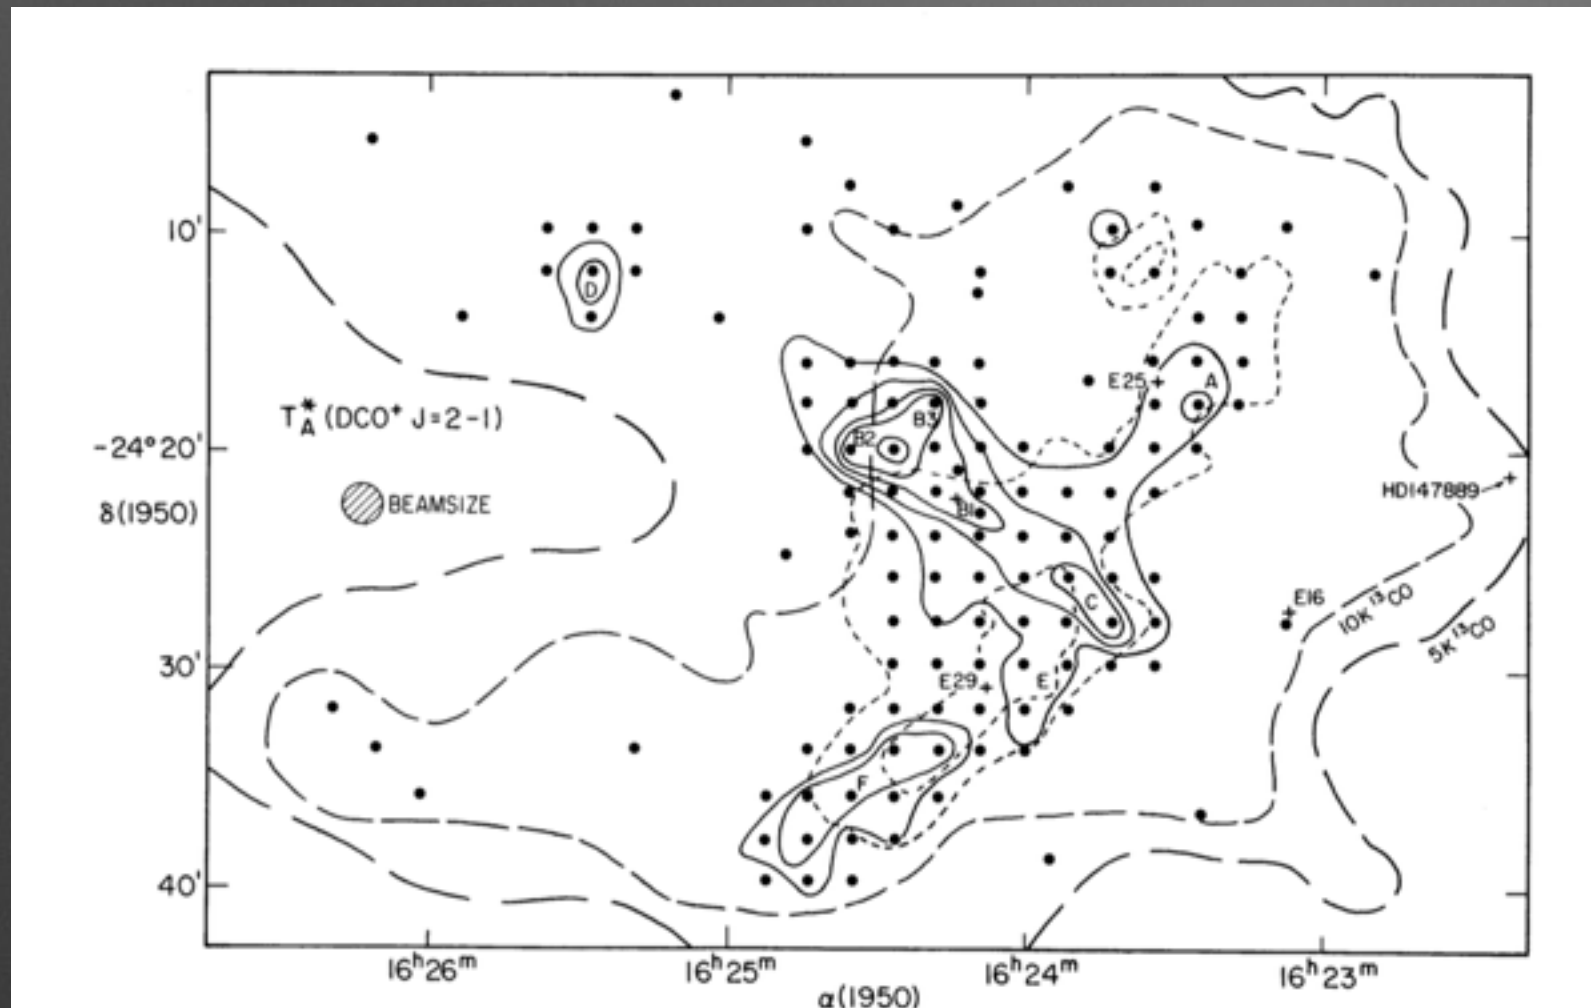 10'
D
E25
A
T*A (DCO+ J=2-1)
B3
B2
-24° 20'
HD147889
BEAMSIZE
δ(1950)
B1
C
E16
10K 13CO
5K 13CO
30'
E29
E
F
40'
16h26m
16h25m
16h24m
16h23m
α(1950)